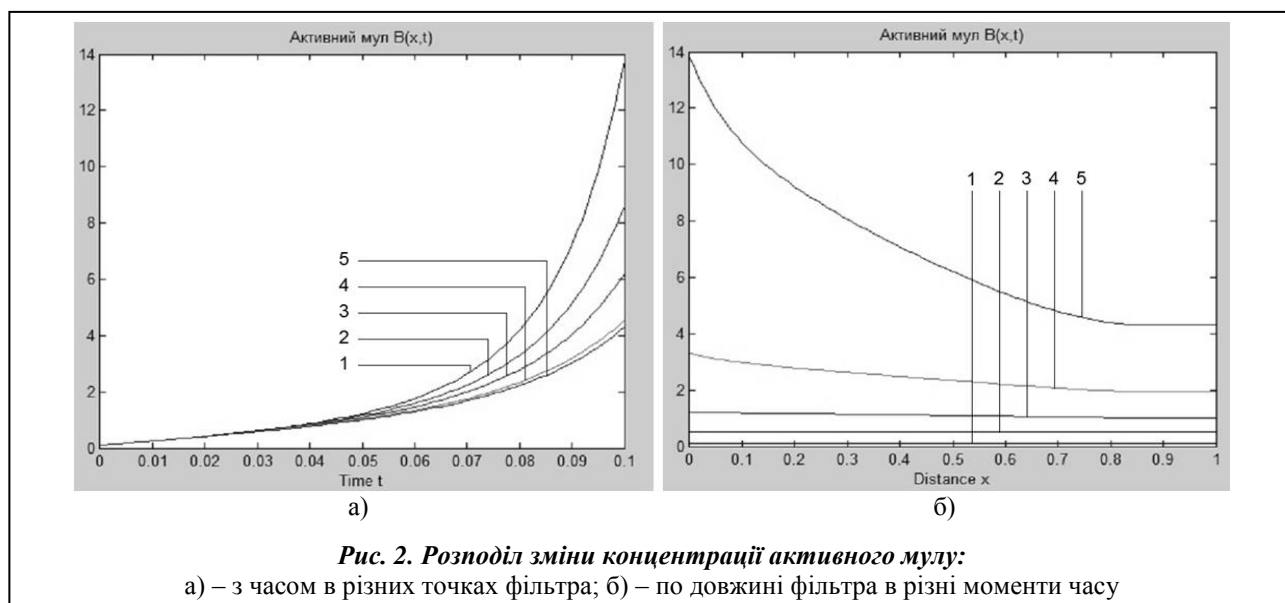 Активний мул B(x,t)
14
12
10
8
6
4
2
0
5
4
3
2
1
0 0.01 0.02 0.03 0.04 0.05 0.06 0.07 0.08 0.09 0.1
Time t
а)
Активний мул B(x,t)
14
12
10
8
6
4
2
0
1 2 3 4 5
0 0.1 0.2 0.3 0.4 0.5 0.6 0.7 0.8 0.9 1
Distance x
б)
Рис. 2. Розподіл зміни концентрації активного мулу:
а) – з часом в різних точках фільтра; б) – по довжині фільтра в різні моменти часу